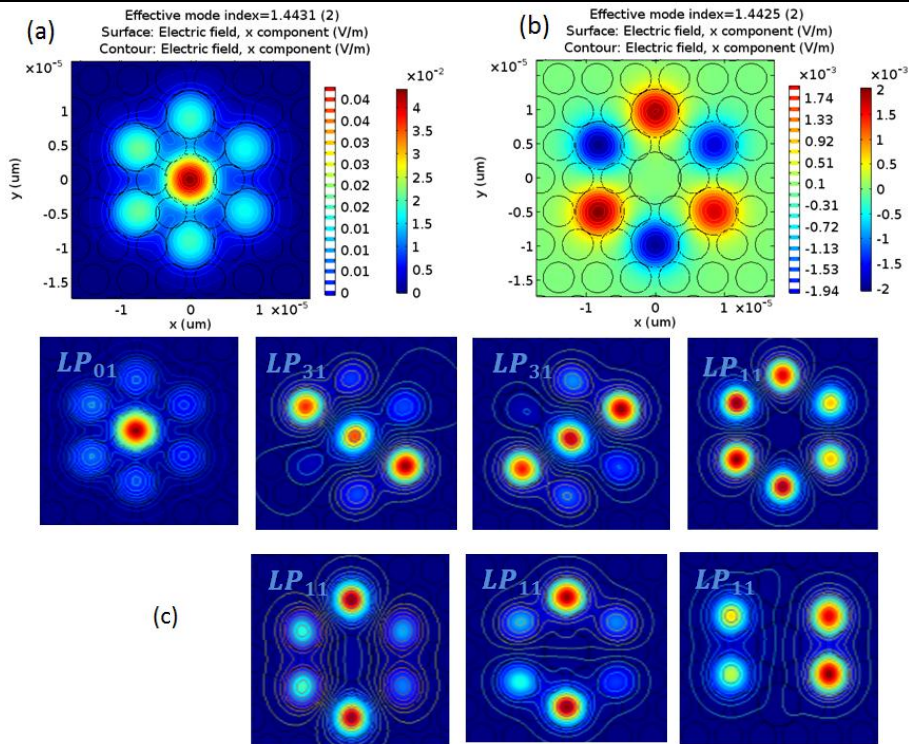 (a)
Effective mode index=1.4431 (2)
Surface: Electric field, x component (V/m)
Contour: Electric field, x component (V/m)
×10⁻⁵
×10⁻²
1
0.5
0
-0.5
-1
-1.5
y (um)
-1 0 1 ×10⁻⁵
x (um)
0.04
0.04
0.04
0.03
0.03
0.03
0.02
0.02
0.02
0.01
0.01
0.01
0
4
3.5
3
2.5
2
1.5
1
0.5
0
(b)
Effective mode index=1.4425 (2)
Surface: Electric field, x component (V/m)
Contour: Electric field, x component (V/m)
×10⁻⁵
×10⁻³
×10⁻³
1
0.5
0
-0.5
-1
-1.5
y (um)
-1 0 1 ×10⁻⁵
x (um)
1.74
1.33
0.92
0.51
0.1
-0.31
-0.72
-1.13
-1.53
-1.94
2
1.5
1
0.5
0
-0.5
-1
-1.5
-2
LP₀₁
LP₃₁
LP₃₁
LP₁₁
(c)
LP₁₁
LP₁₁
LP₁₁